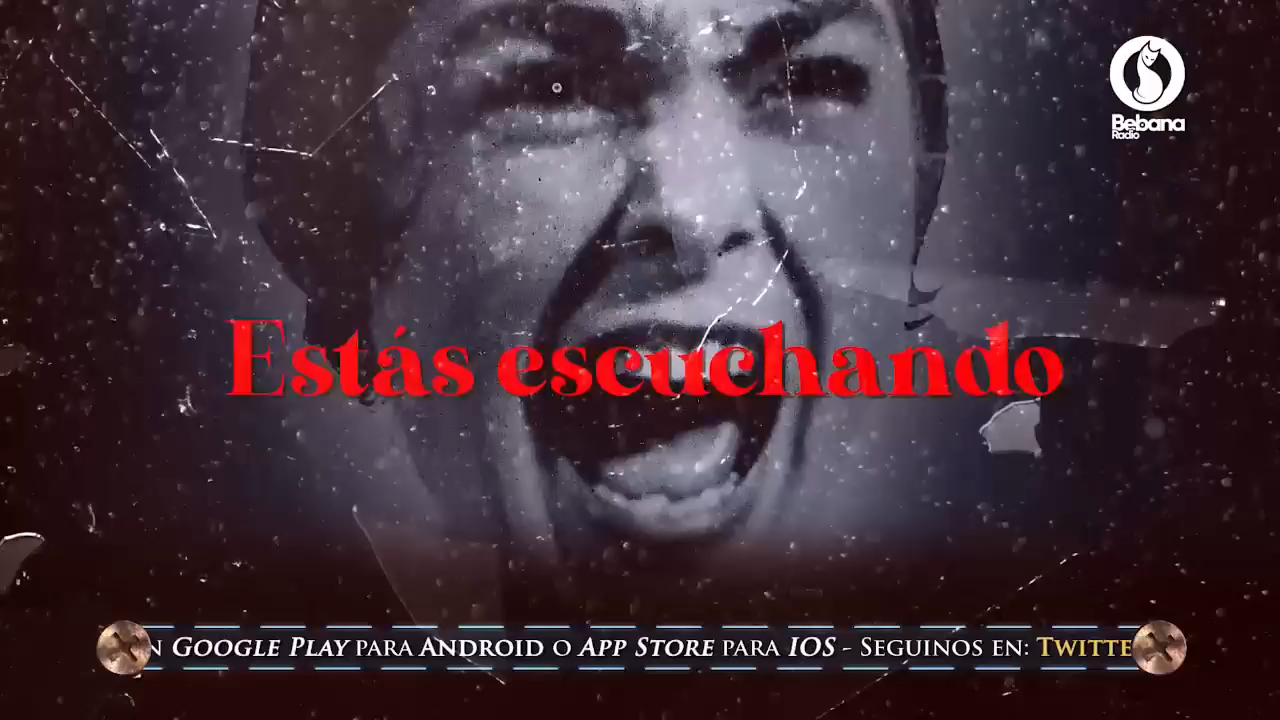 Bebana
Radio
Estás escuchando
N GOOGLE PLAY PARA ANDROID O APP STORE PARA IOS - SEGUINOS EN: TWITTE